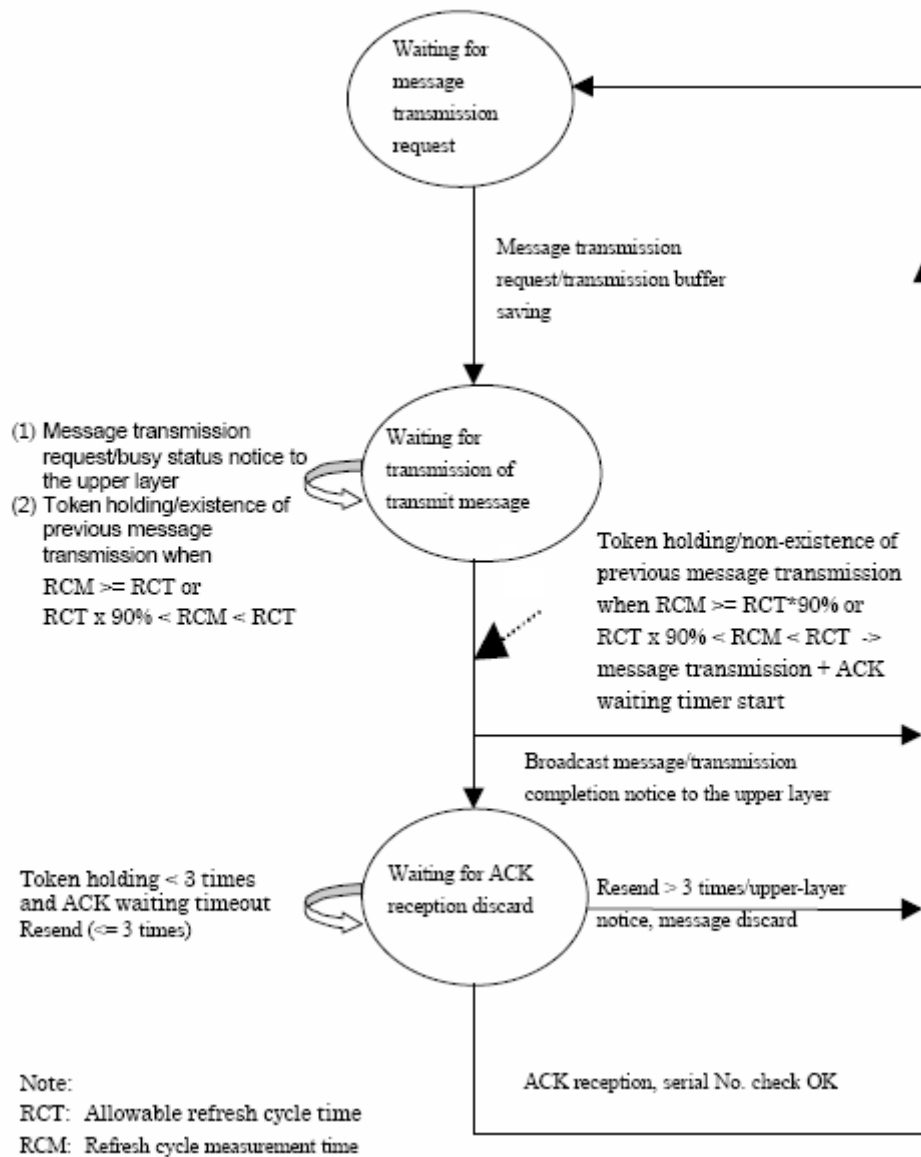 Waiting for
message
transmission
request
Message transmission
request/transmission buffer
saving
(1) Message transmission
request/busy status notice to
the upper layer
(2) Token holding/existence of
previous message
transmission when
RCM >= RCT or
RCT x 90% < RCM < RCT
Waiting for
transmission of
transmit message
Token holding/non-existence of
previous message transmission
when RCM >= RCT*90% or
RCT x 90% < RCM < RCT ->
message transmission + ACK
waiting timer start
Broadcast message/transmission
completion notice to the upper layer
Token holding < 3 times
and ACK waiting timeout
Resend (<= 3 times)
Waiting for ACK
reception discard
Resend > 3 times/upper-layer
notice, message discard
ACK reception, serial No. check OK
Note:
RCT: Allowable refresh cycle time
RCM: Refresh cycle measurement time